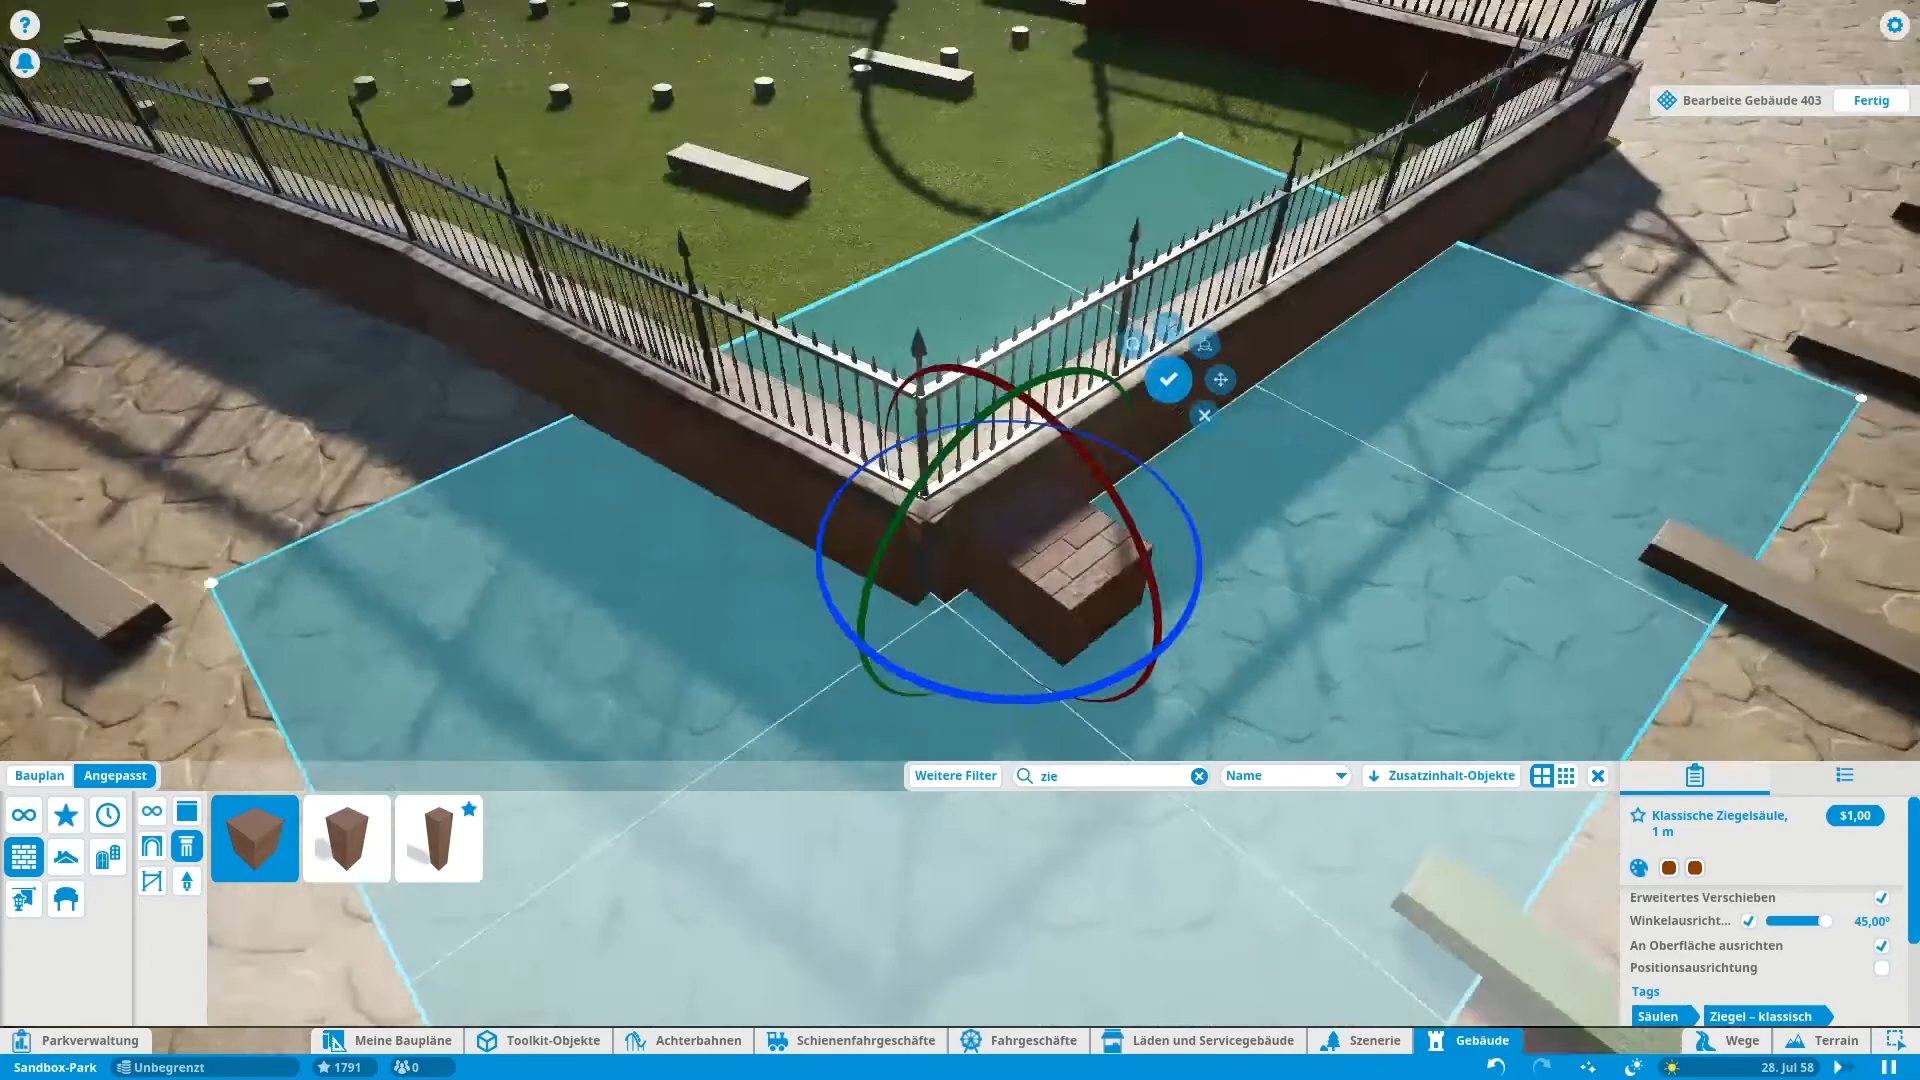 ?
Bearbeite Gebäude 403
Fertig
Bauplan
Angepasst
Weitere Filter
zie
Name
Zusatzinhalt-Objekte
Klassische Ziegelsäule,
1 m
$1,00
Erweitertes Verschieben
Winkelausricht...
45,00°
An Oberfläche ausrichten
Positionsausrichtung
Tags
Säulen
Ziegel – klassisch
Parkverwaltung
Meine Baupläne
Toolkit-Objekte
Achterbahnen
Schienenfahrgeschäfte
Fahrgeschäfte
Läden und Servicegebäude
Szenerie
Gebäude
Wege
Terrain
Sandbox-Park
Unbegrenzt
1791
0
28. Jul 58